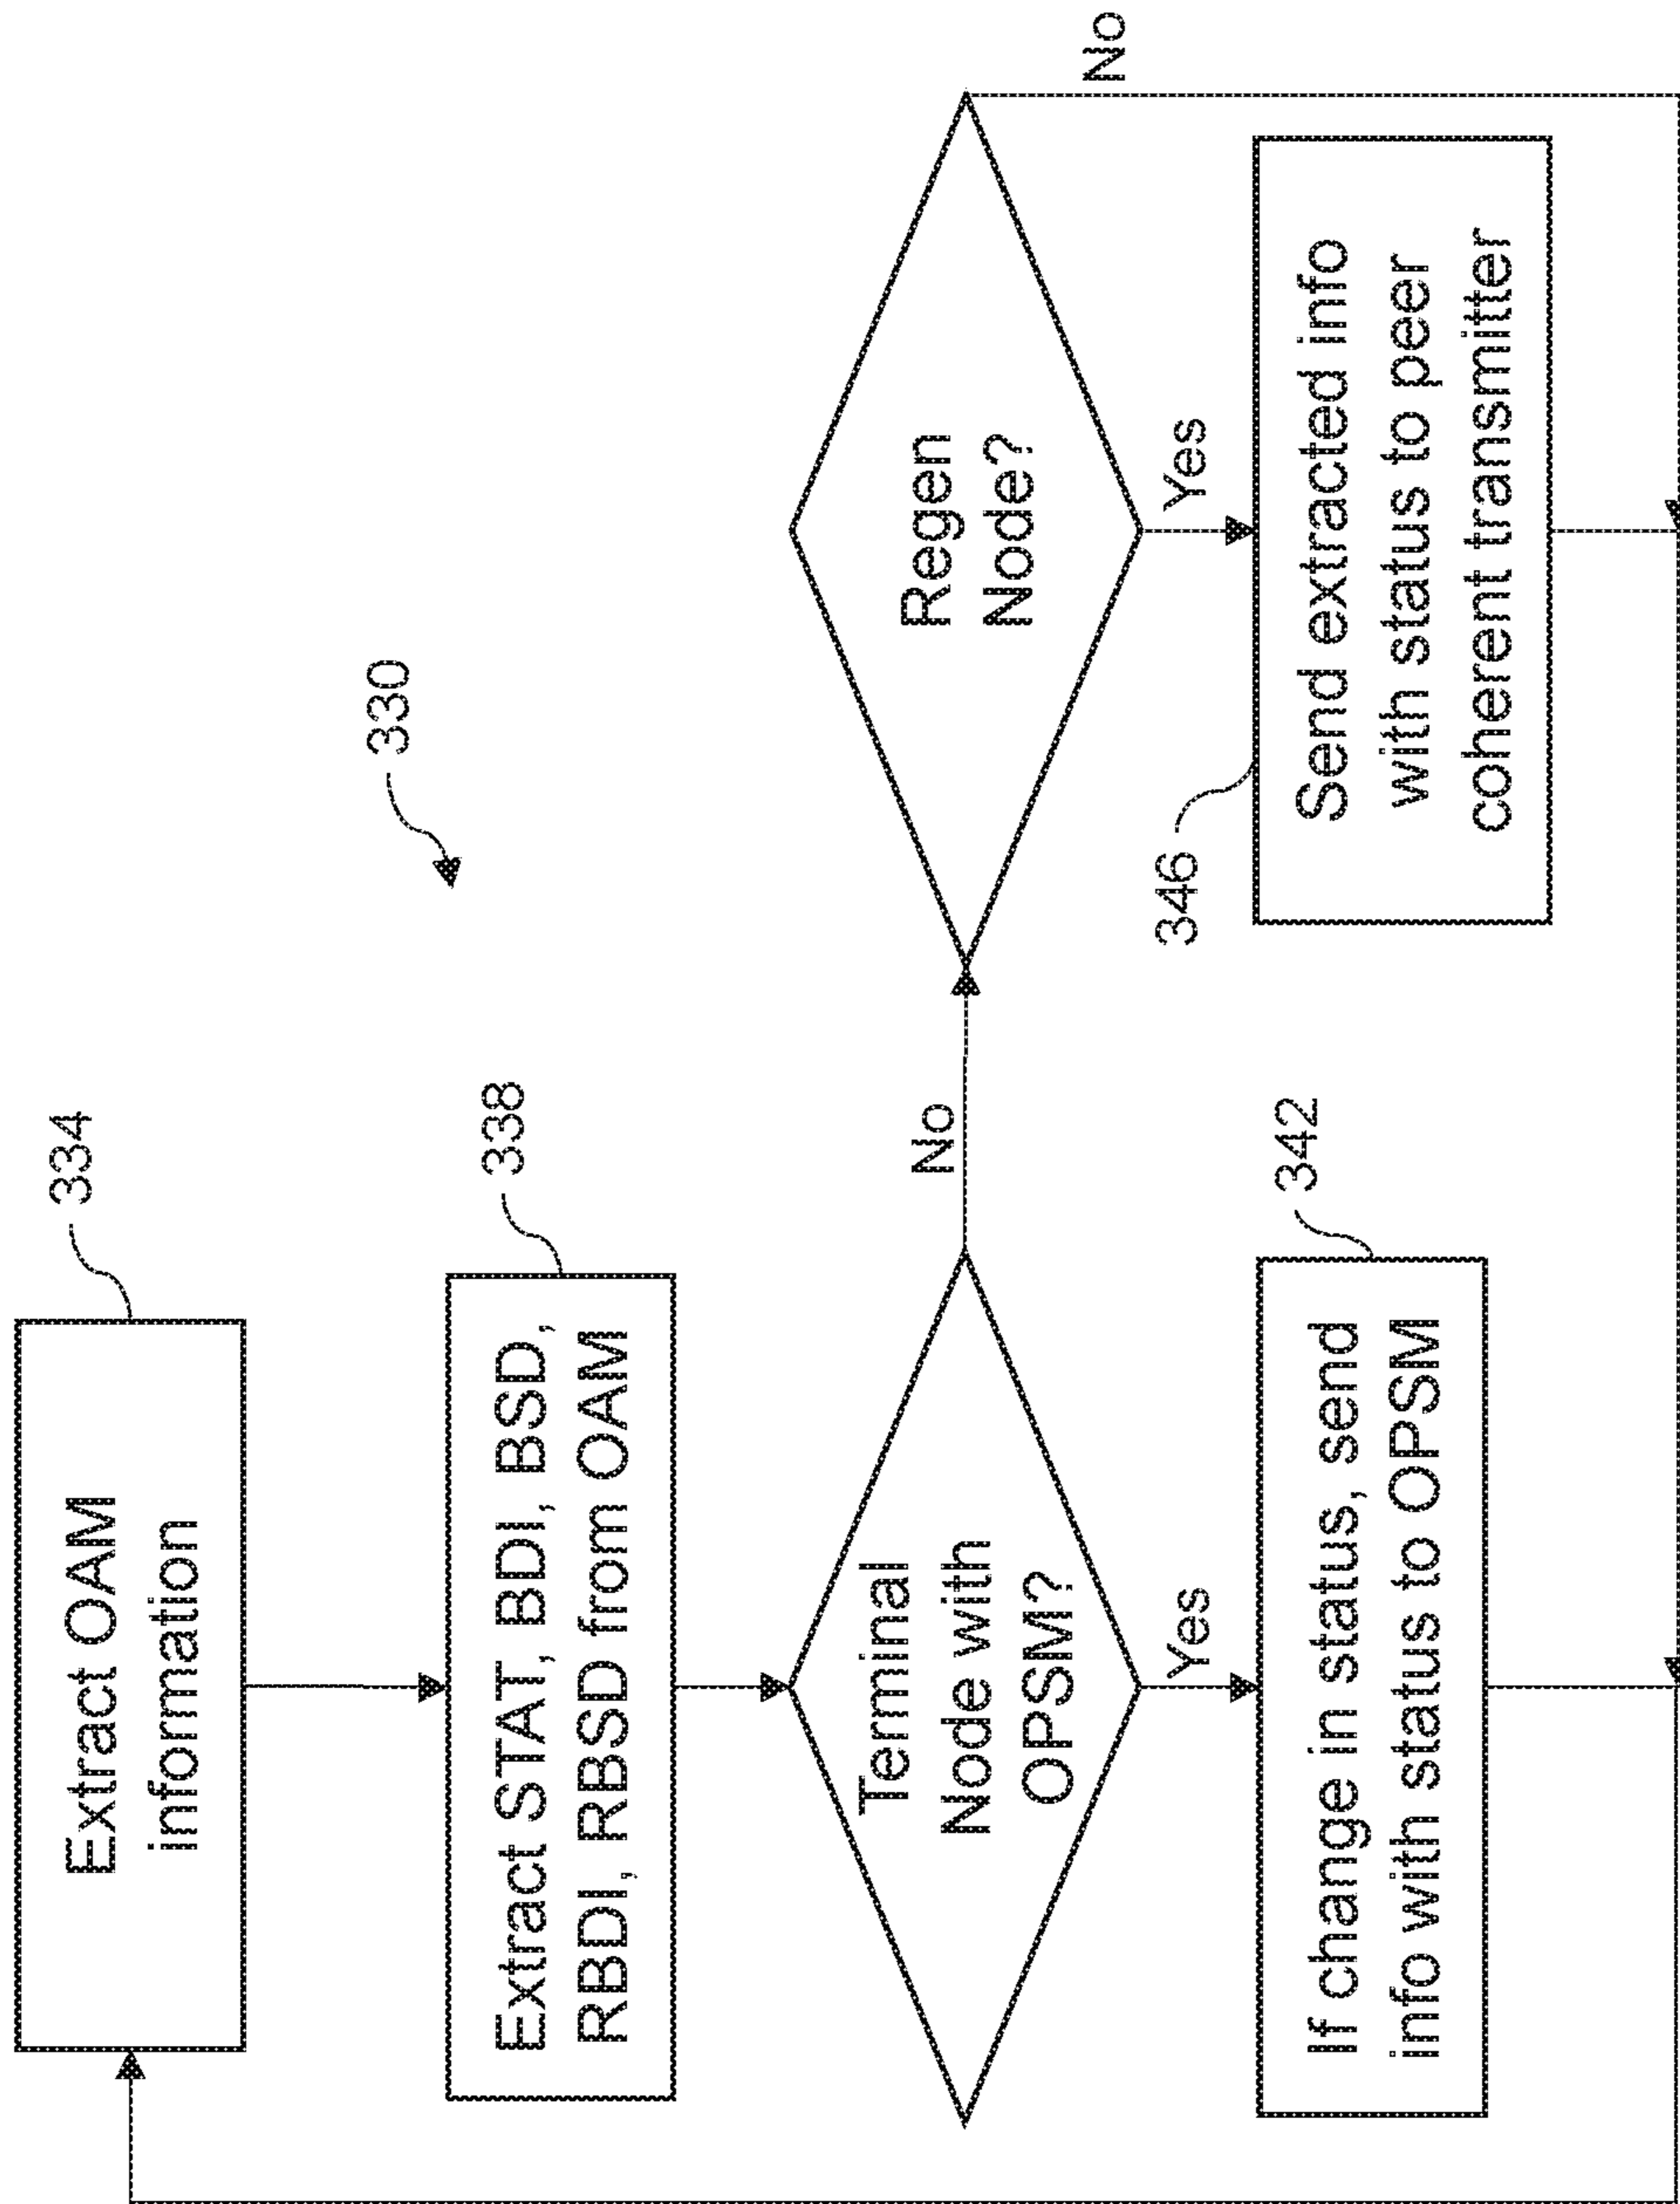 330
334
Extract OAM
information
338
Extract STAT, BDI, BSD,
RBDI, RBSD from OAM
Terminal
Node with
OPSM?
No
Regen
Node?
No
Yes
342
If change in status, send
info with status to OPSM
Yes
346
Send extracted info
with status to peer
coherent transmitter